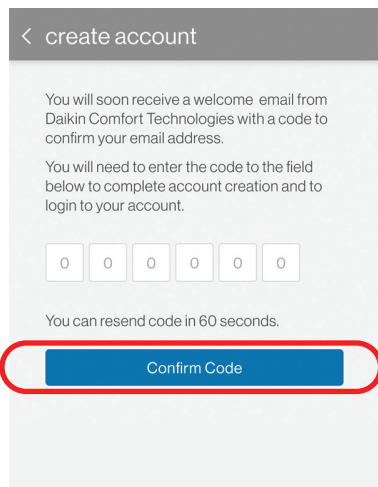 < create account
You will soon receive a welcome email from
Daikin Comfort Technologies with a code to
confirm your email address.
You will need to enter the code to the field
below to complete account creation and to
login to your account.
0 0 0 0 0 0
You can resend code in 60 seconds.
Confirm Code